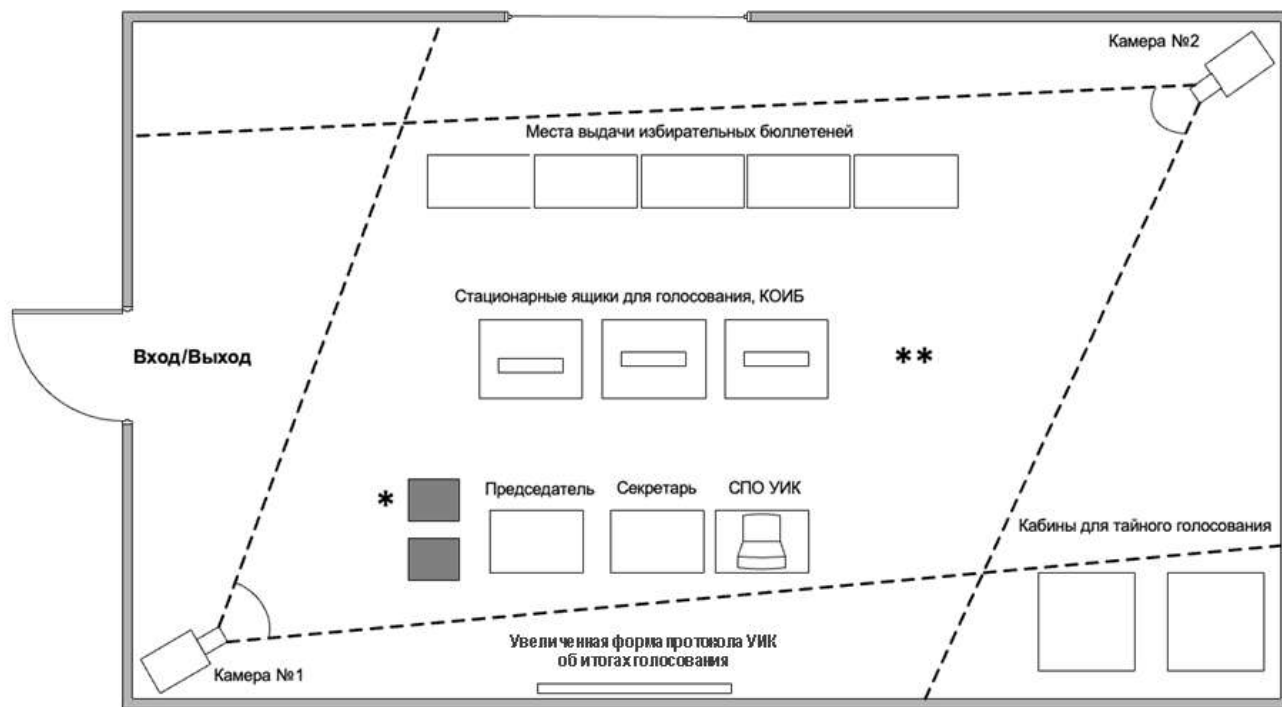 Камера №2
Места выдачи избирательных бюллетеней
Стационарные ящики для голосования, КОИБ
Вход/Выход
**
*
Председатель
Секретарь
СПО УИК
Кабины для тайного голосования
Увеличенная форма протокола УИК
об итогах голосования
Камера №1